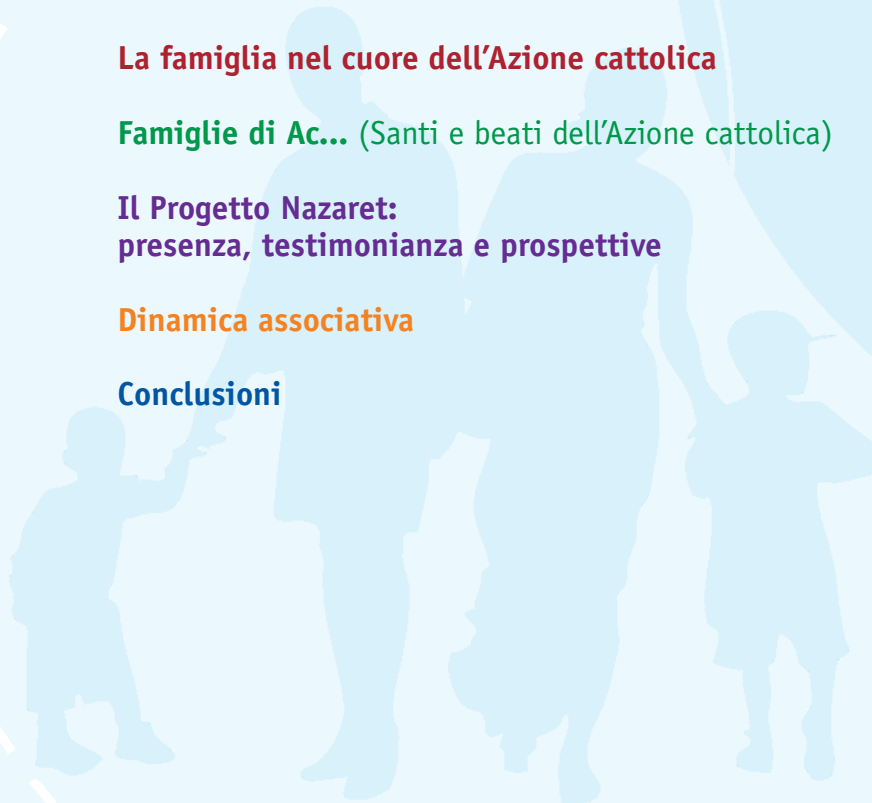 La famiglia nel cuore dell’Azione cattolica
Famiglie di Ac... (Santi e beati dell’Azione cattolica)
Il Progetto Nazaret:
presenza, testimonianza e prospettive
Dinamica associativa
Conclusioni